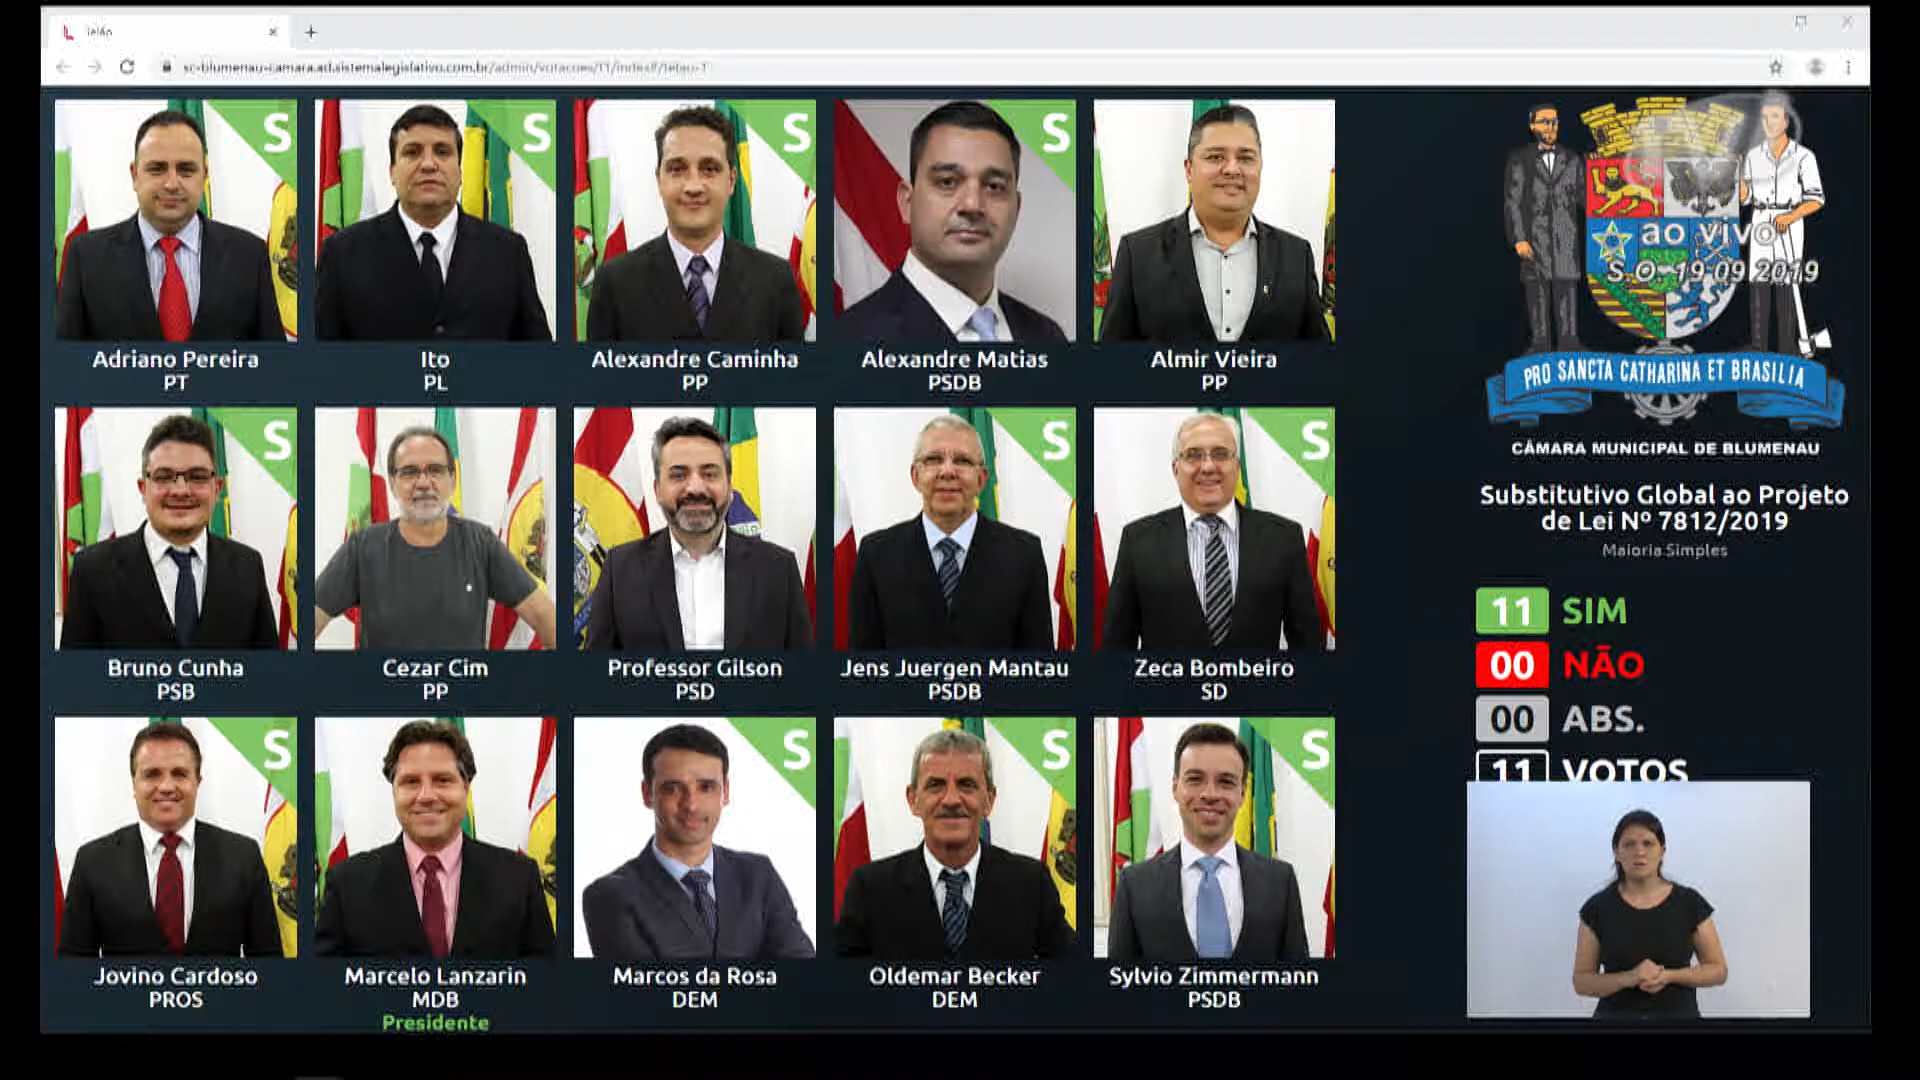 Telão
sc-blumenau-camara.ad.sistemalegislativo.com.br/admin/votacoes/11/
S
S
S
S
Adriano Pereira
PT
Ito
PL
Alexandre Caminha
PP
Alexandre Matias
PSDB
Almir Vieira
PP
S
S
S
Bruno Cunha
PSB
Cezar Cim
PP
Professor Gilson
PSD
Jens Juergen Mantau
PSDB
Zeca Bombeiro
SD
S
S
S
S
Jovino Cardoso
PROS
Marcelo Lanzarin
MDB
Presidente
Marcos da Rosa
DEM
Oldemar Becker
DEM
Sylvio Zimmermann
PSDB
ao vivo
S.O. 19 09 2019
PRO SANCTA CATHARINA ET BRASILIA
CÂMARA MUNICIPAL DE BLUMENAU
Substitutivo Global ao Projeto
de Lei Nº 7812/2019
Maioria Simples
11 SIM
00 NÃO
00 ABS.
11 VOTOS